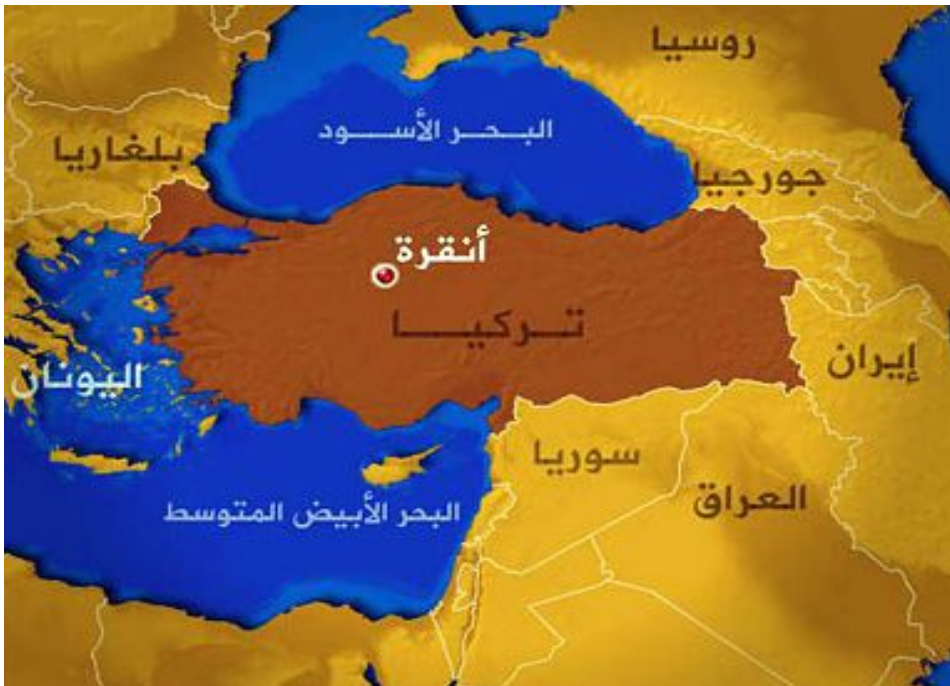 روسيا
البحر الأسود
بلغاريا
جورجيا
أنقرة
تركيا
إيران
اليونان
سوريا
العراق
البحر الأبيض المتوسط